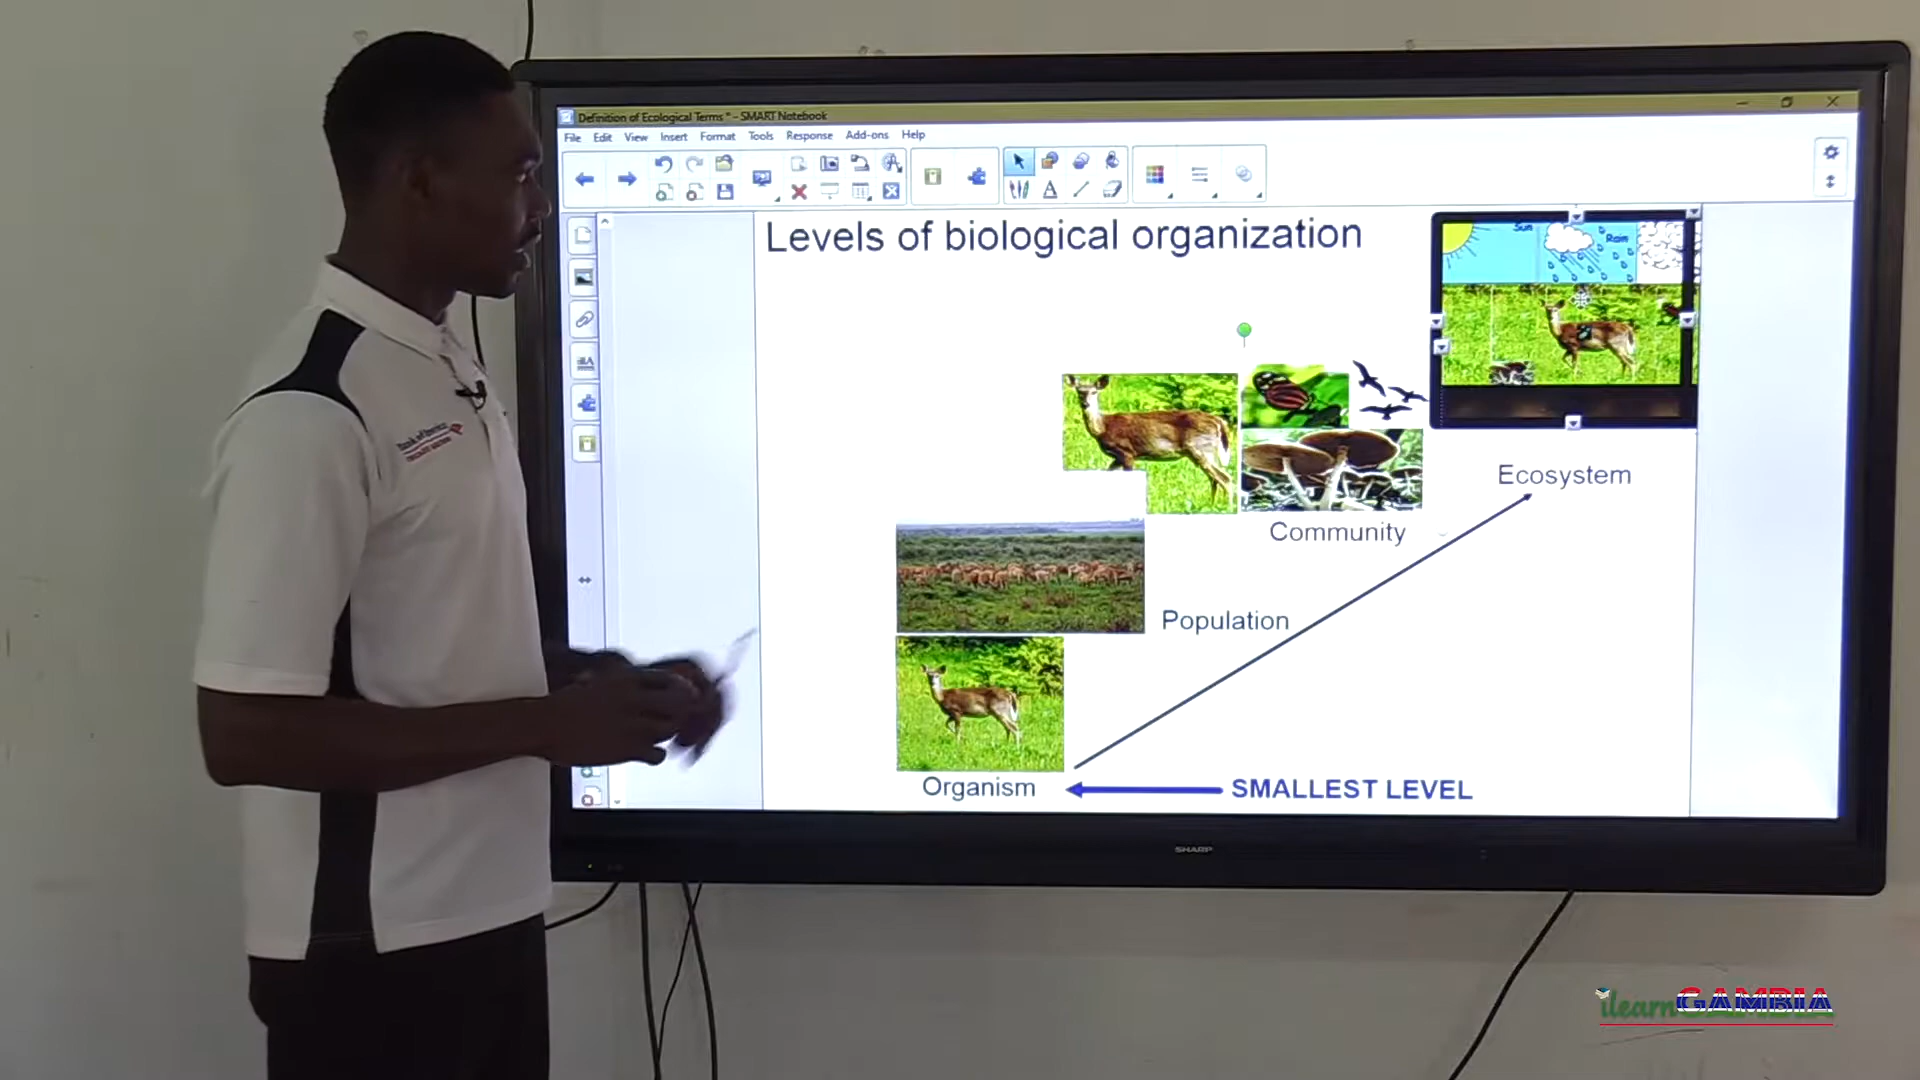 Definition of Ecological Terms * - SMART Notebook
File Edit View Insert Format Tools Response Add-ons Help
Levels of biological organization
Sun
Rain
Ecosystem
Community
Population
Organism
SMALLEST LEVEL
SHARP
ilearnGAMBIA